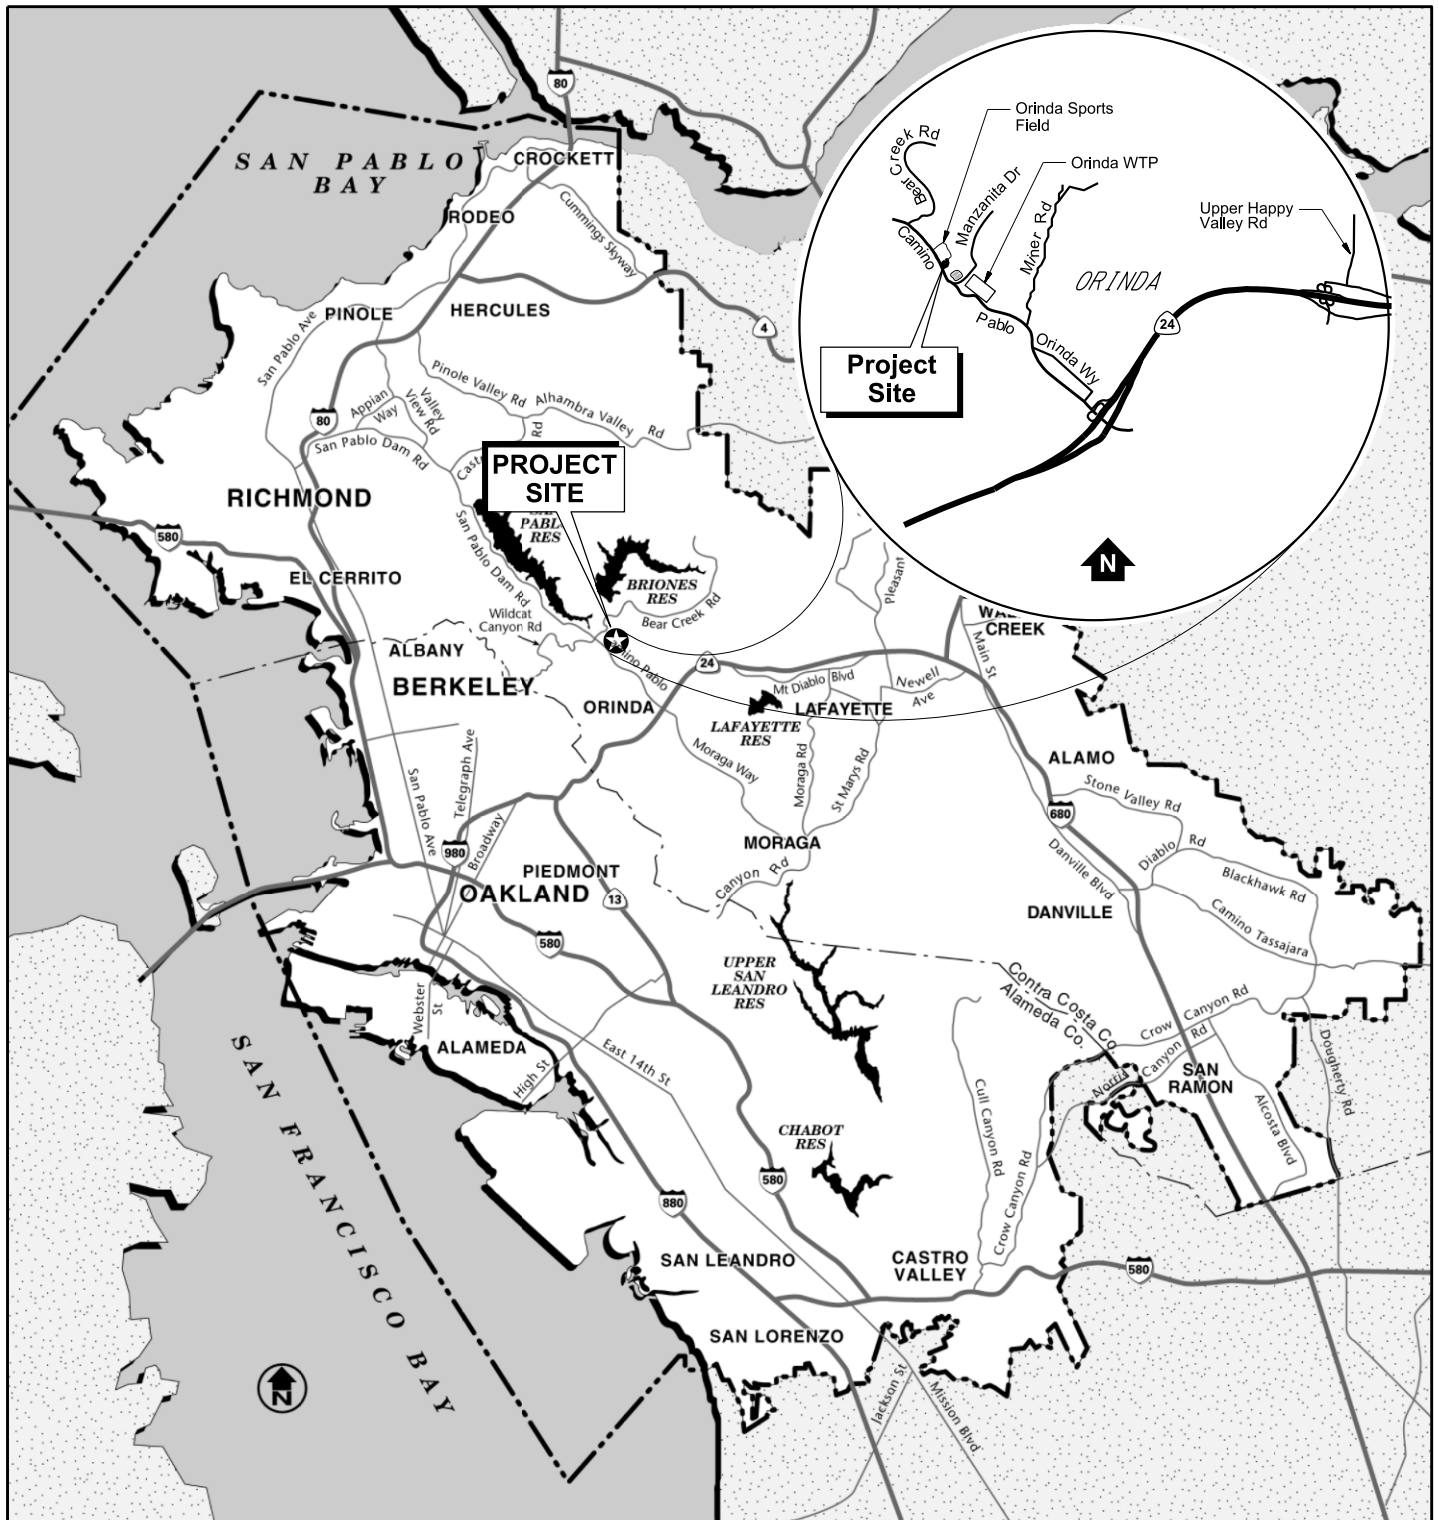 80
SAN PABLO
BAY
CROCKETT
RODEO
Cummings Skyway
HERCULES
PINOLE
San Pablo Ave
4
80
Appian
Way
Valley
View Rd
Pinole Valley Rd
Alhambra Valley
Rd
San Pablo Dam Rd
Rd
PROJECT
SITE
RICHMOND
580
San Pablo Dam Rd
RES
BRIONES
RES
Bear Creek Rd
Wildcat
Canyon Rd
EL CERRITO
ALBANY
BERKELEY
ORINDA
24
Mt Diablo Blvd
Pleasant
Newell
Ave
Main St
CREEK
LAFAYETTE
LAFAYETTE
RES
Moraga Way
Moraga Rd
St Marys Rd
MORAGA
Canyon Rd
San Pablo Ave
Telegraph Ave
Broadway
980
PIEDMONT
OAKLAND
13
580
ALAMO
Stone Valley Rd
680
Danville Blvd
Diablo Rd
Blackhawk Rd
Camino Tassajara
DANVILLE
UPPER
SAN
LEANDRO
RES
Contra Costa Co.
Alameda Co.
Crow Canyon Rd
Norris Canyon Rd
SAN
RAMON
Dougherty Rd
Alcosta Blvd
Webster
St
ALAMEDA
High St
East 14th St
Cull Canyon Rd
Crow Canyon Rd
CHABOT
RES
580
880
SAN LEANDRO
CASTRO
VALLEY
580
SAN LORENZO
Jackson St
Mission Blvd
SAN FRANCISCO BAY
N
Orinda Sports
Field
Bear Creek Rd
Orinda WTP
Manzanita Dr
Miner Rd
Upper Happy
Valley Rd
Camino
Pablo
ORINDA
24
Orinda Wy
Project
Site
N